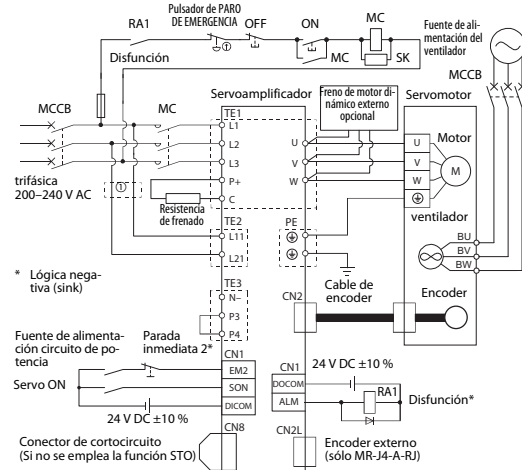 Pulsador de PARO
DE EMERGENCIA
RA1
Disfunción
①
OFF
ON
MC
MC
SK
Fuente de ali-
mentación del
ventilador
MCCB
MCCB
MC
Servoamplificador
Freno de motor di-
námico externo
opcional
Servomotor
TE1
L1
L2
L3
P+
C
U
V
W
U
V
W
Motor
M
trifásica
200–240 V AC
①
Resistencia
de frenado
TE2
L11
L21
PE
ventilador
BU
BV
BW
* Lógica nega-
tiva (sink)
TE3
N–
P3
P4
CN2
Cable de
encoder
Encoder
Fuente de alimenta-
ción circuito de po-
tencia
Parada
inmediata 2*
Servo ON
CN1
EM2
SON
DICOM
24 V DC ±10 %
CN1
DOCOM
ALM
24 V DC ±10 %
RA1
Disfunción*
CN8
Conector de cortocircuito
(Si no se emplea la función STO)
CN2L
Encoder externo
(sólo MR-J4-A-RJ)